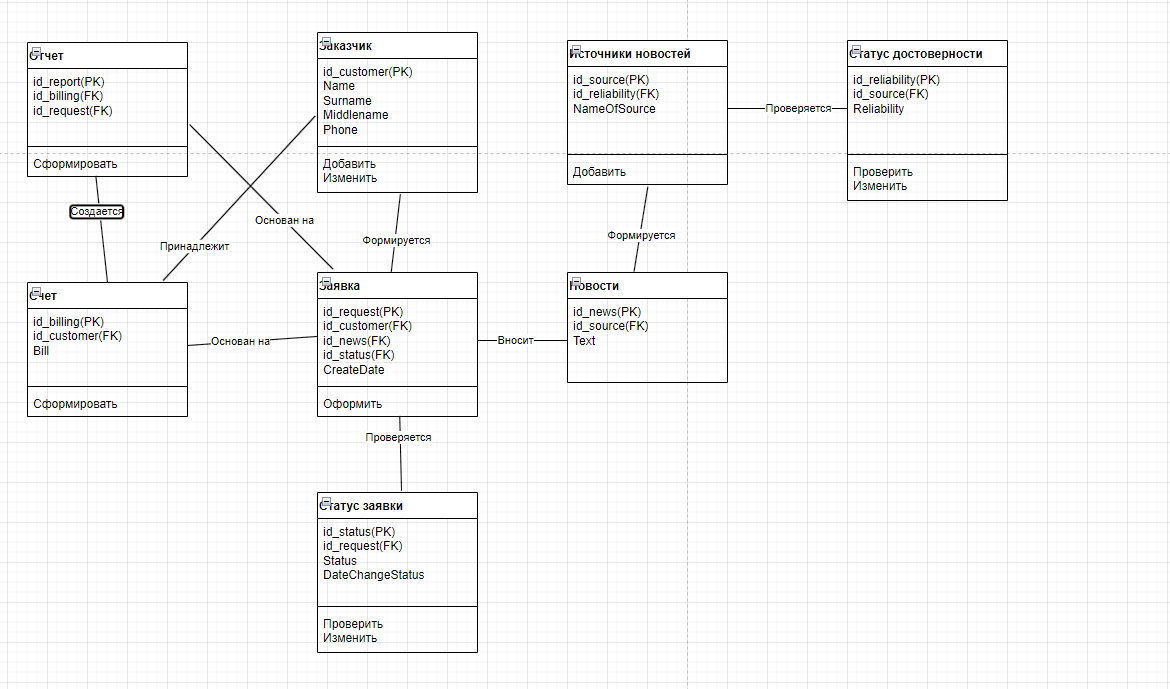 Отчет
id_report(PK)
id_billing(FK)
id_request(FK)
Сформировать
Заказчик
id_customer(PK)
Name
Surname
Middlename
Phone
Добавить
Изменить
Источники новостей
id_source(PK)
id_reliability(FK)
NameOfSource
Добавить
Проверяется
Статус достоверности
id_reliability(PK)
id_source(FK)
Reliability
Проверить
Изменить
Создается
Основан на
Принадлежит
Формируется
Формируется
Счет
id_billing(PK)
id_customer(FK)
Bill
Сформировать
Основан на
Заявка
id_request(PK)
id_customer(FK)
id_news(FK)
id_status(FK)
CreateDate
Оформить
Вносит
Новости
id_news(PK)
id_source(FK)
Text
Проверяется
Статус заявки
id_status(PK)
id_request(FK)
Status
DateChangeStatus
Проверить
Изменить